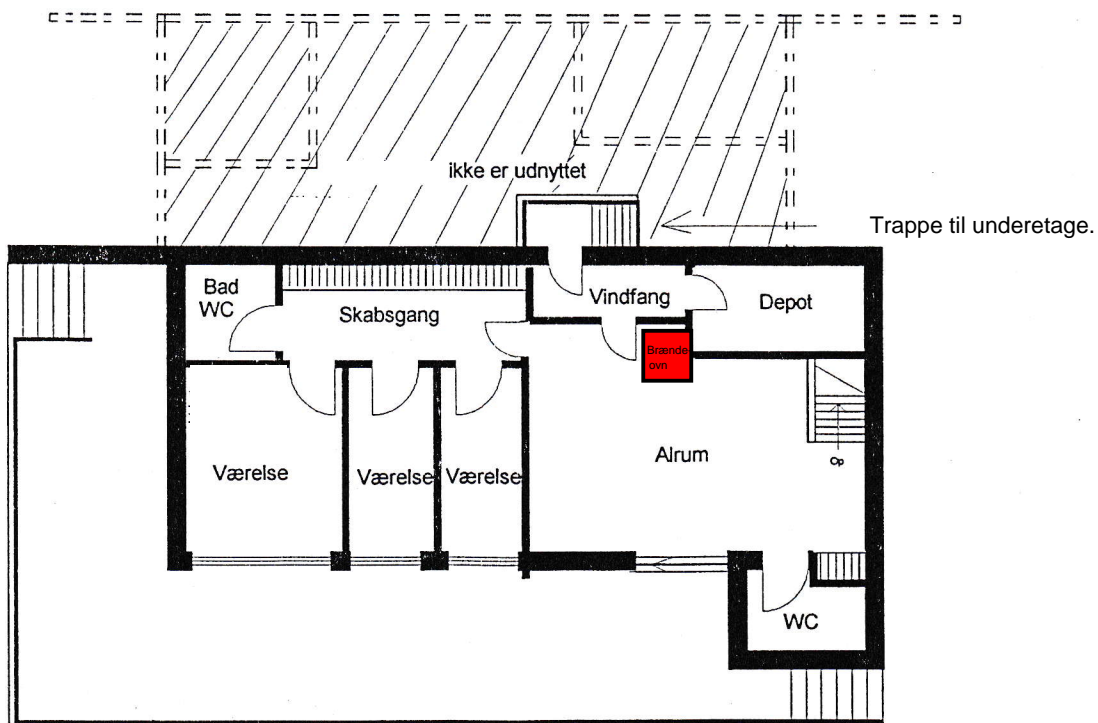 ikke er udnyttet
Trappe til underetage.
Bad
WC
Skabsgang
Vindfang
Depot
Brænde
ovn
Værelse
Værelse
Værelse
Alrum
Op
WC